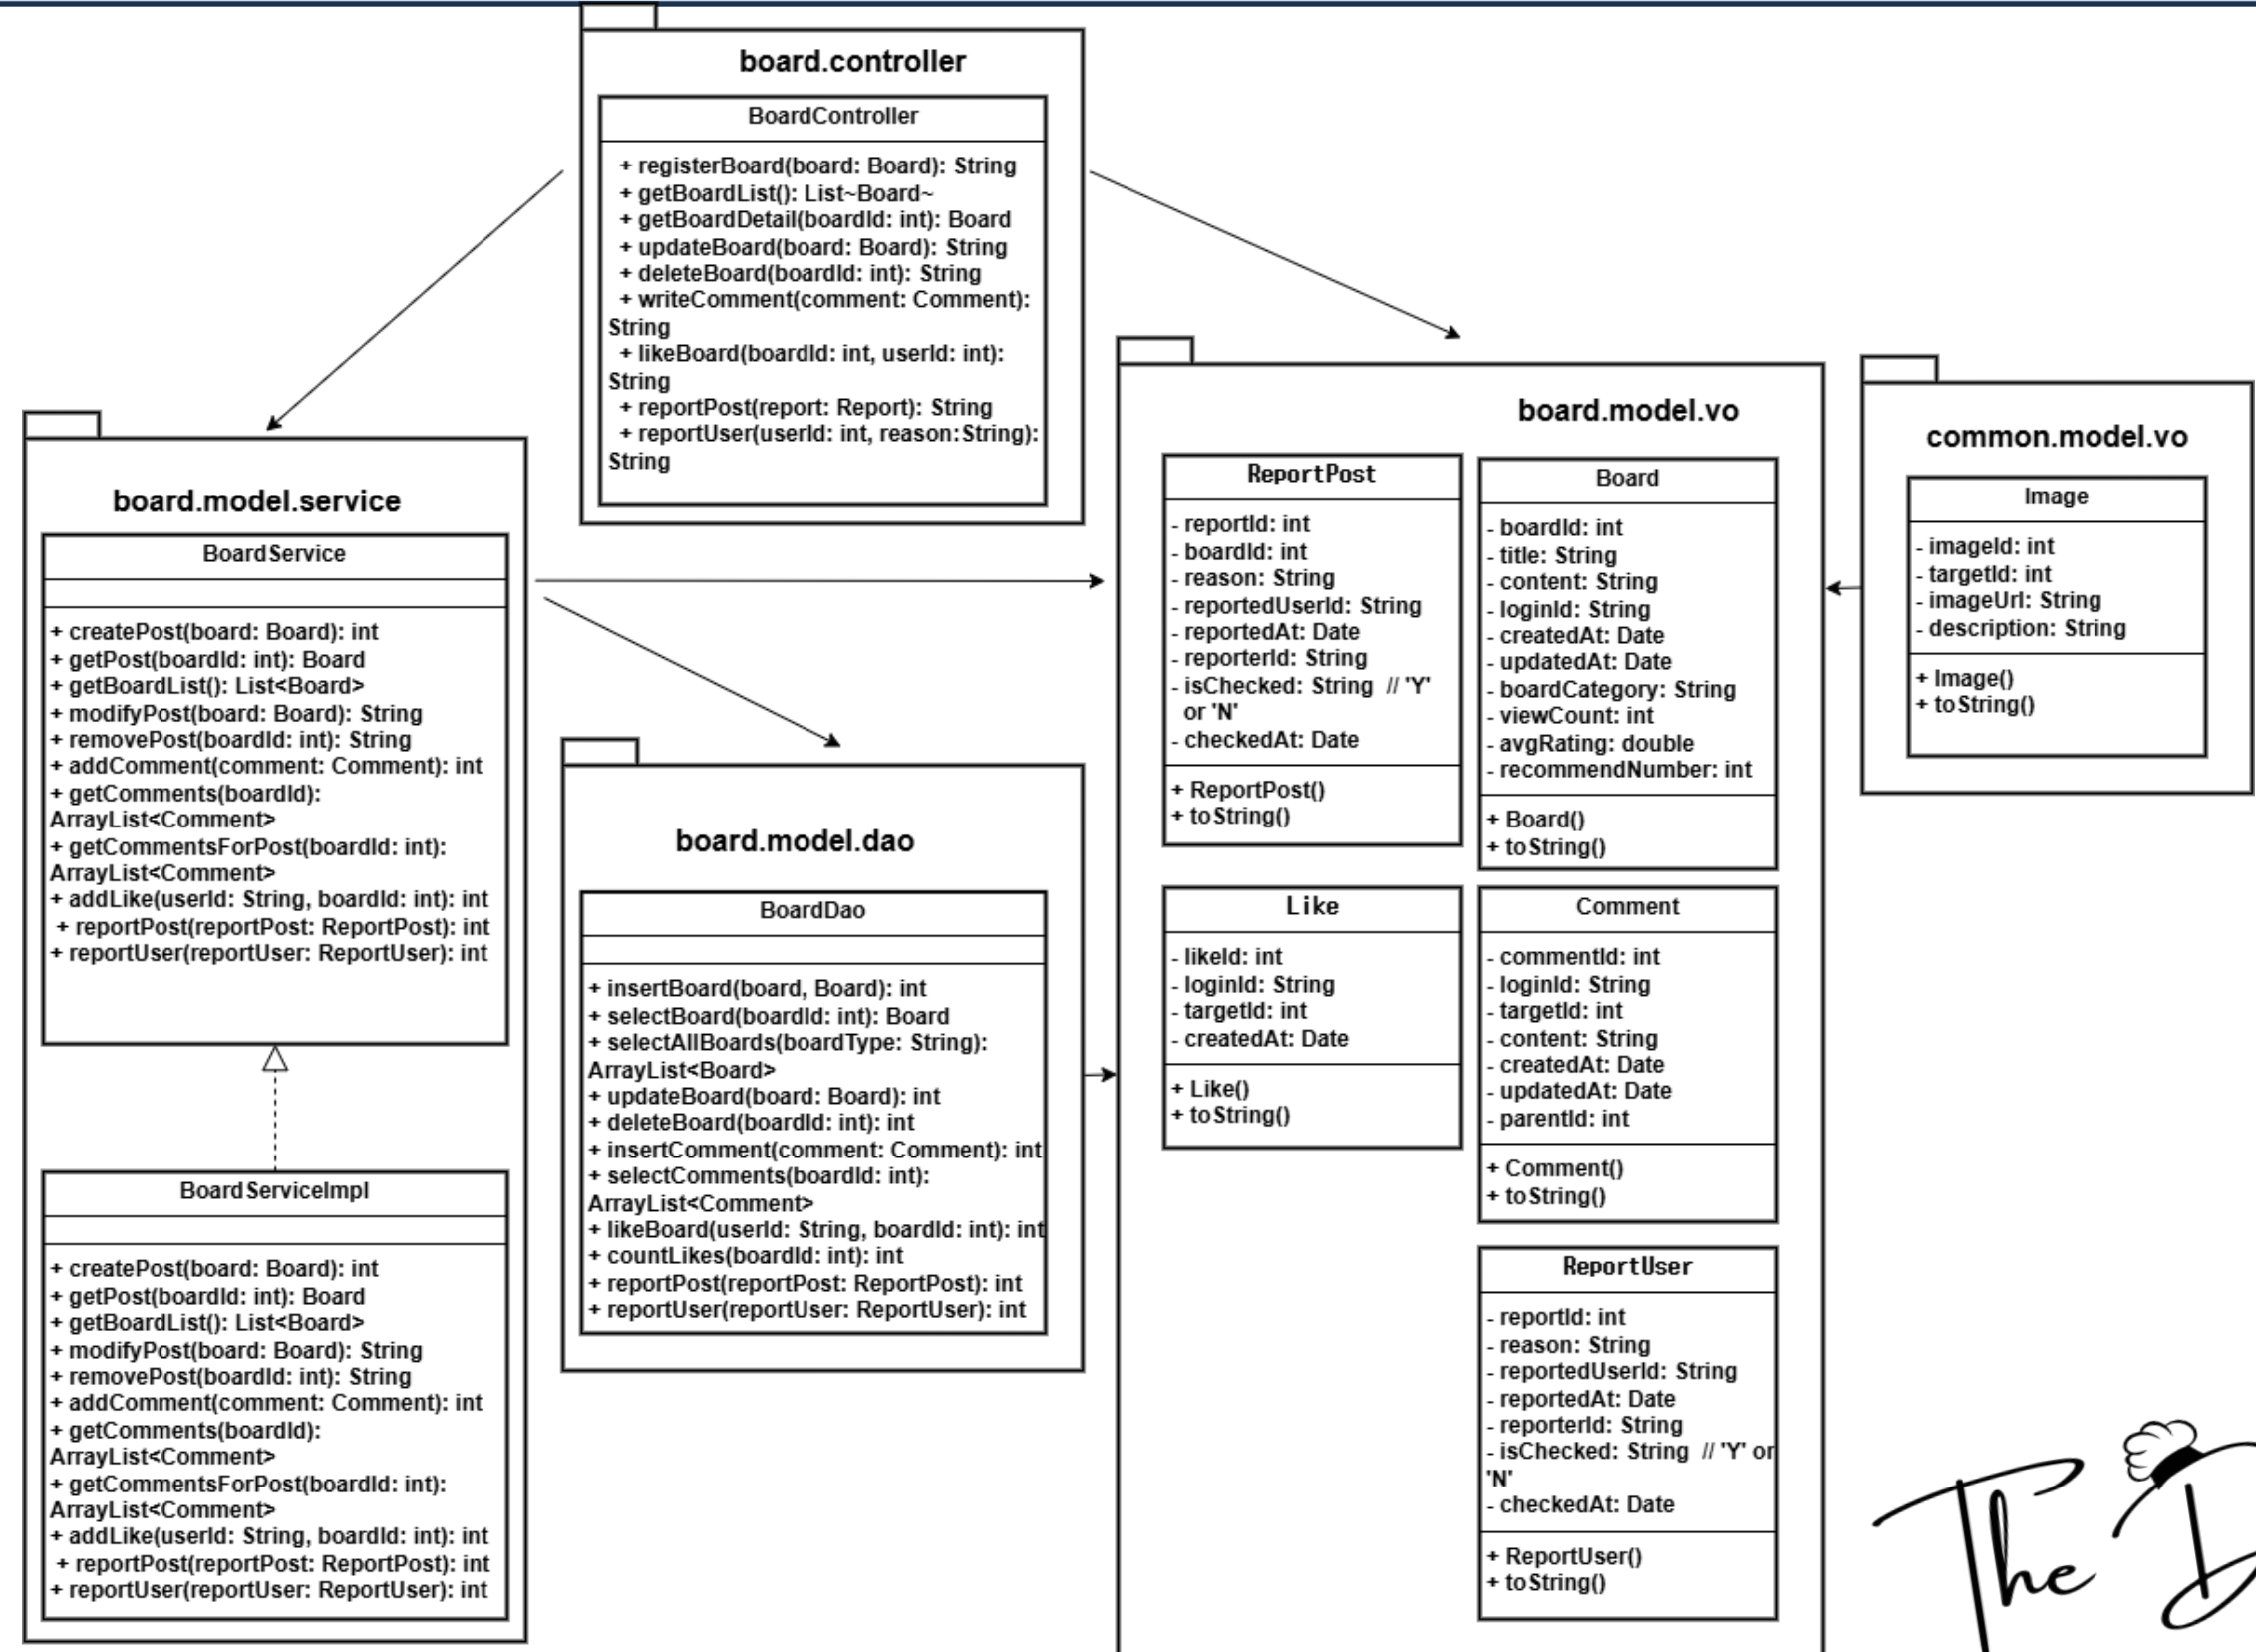 board.controller
BoardController
+ registerBoard(board: Board): String
+ getBoardList(): List~Board~
+ getBoardDetail(boardId: int): Board
+ updateBoard(board: Board): String
+ deleteBoard(boardId: int): String
+ writeComment(comment: Comment):
String
+ likeBoard(boardId: int, userId: int):
String
+ reportPost(report: Report): String
+ reportUser(userId: int, reason:String):
String
board.model.service
BoardService
+ createPost(board: Board): int
+ getPost(boardId: int): Board
+ getBoardList(): List<Board>
+ modifyPost(board: Board): String
+ removePost(boardId: int): String
+ addComment(comment: Comment): int
+ getComments(boardId):
ArrayList<Comment>
+ getCommentsForPost(boardId: int):
ArrayList<Comment>
+ addLike(userId: String, boardId: int): int
+ reportPost(reportPost: ReportPost): int
+ reportUser(reportUser: ReportUser): int
BoardServiceImpl
+ createPost(board: Board): int
+ getPost(boardId: int): Board
+ getBoardList(): List<Board>
+ modifyPost(board: Board): String
+ removePost(boardId: int): String
+ addComment(comment: Comment): int
+ getComments(boardId):
ArrayList<Comment>
+ getCommentsForPost(boardId: int):
ArrayList<Comment>
+ addLike(userId: String, boardId: int): int
+ reportPost(reportPost: ReportPost): int
+ reportUser(reportUser: ReportUser): int
board.model.dao
BoardDao
+ insertBoard(board, Board): int
+ selectBoard(boardId: int): Board
+ selectAllBoards(boardType: String):
ArrayList<Board>
+ updateBoard(board: Board): int
+ deleteBoard(boardId: int): int
+ insertComment(comment: Comment): int
+ selectComments(boardId: int):
ArrayList<Comment>
+ likeBoard(userId: String, boardId: int): int
+ countLikes(boardId: int): int
+ reportPost(reportPost: ReportPost): int
+ reportUser(reportUser: ReportUser): int
board.model.vo
ReportPost
- reportId: int
- boardId: int
- reason: String
- reportedUserId: String
- reportedAt: Date
- reporterId: String
- isChecked: String // 'Y'
or 'N'
- checkedAt: Date
+ ReportPost()
+ toString()
Board
- boardId: int
- title: String
- content: String
- loginId: String
- createdAt: Date
- updatedAt: Date
- boardCategory: String
- viewCount: int
- avgRating: double
- recommendNumber: int
+ Board()
+ toString()
Like
- likeId: int
- loginId: String
- targetId: int
- createdAt: Date
+ Like()
+ toString()
Comment
- commentId: int
- loginId: String
- targetId: int
- content: String
- createdAt: Date
- updatedAt: Date
- parentId: int
+ Comment()
+ toString()
ReportUser
- reportId: int
- reason: String
- reportedUserId: String
- reportedAt: Date
- reporterId: String
- isChecked: String // 'Y' or
'N'
- checkedAt: Date
+ ReportUser()
+ toString()
common.model.vo
Image
- imageId: int
- targetId: int
- imageUrl: String
- description: String
+ Image()
+ toString()
The